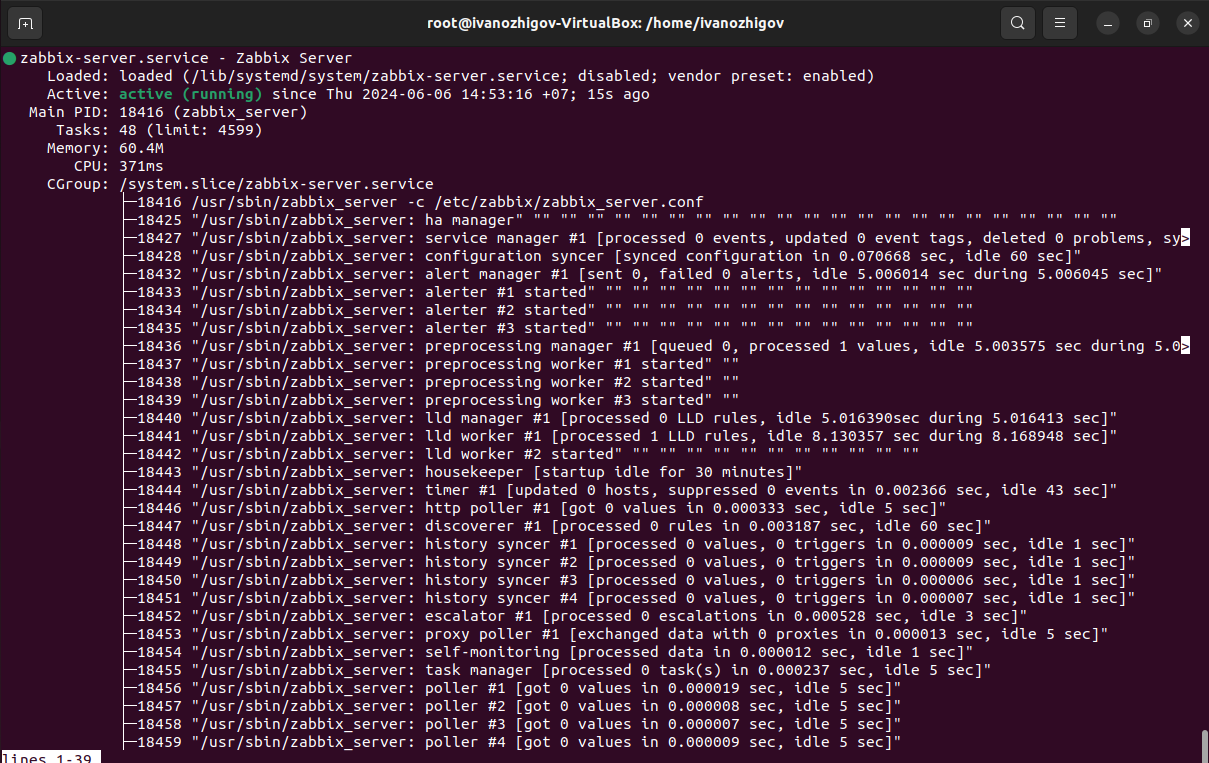 root@ivanozhigov-VirtualBox: /home/ivanozhigov
zabbix-server.service - Zabbix Server
Loaded: loaded (/lib/systemd/system/zabbix-server.service; disabled; vendor preset: enabled)
Active: active (running) since Thu 2024-06-06 14:53:16 +07; 15s ago
Main PID: 18416 (zabbix_server)
Tasks: 48 (limit: 4599)
Memory: 60.4M
CPU: 371ms
CGroup: /system.slice/zabbix-server.service
├─18416 /usr/sbin/zabbix_server -c /etc/zabbix/zabbix_server.conf
├─18425 "/usr/sbin/zabbix_server: ha manager" "" "" "" "" "" "" "" "" "" "" "" "" "" "" "" "" "" "" "" "" "" ""
├─18427 "/usr/sbin/zabbix_server: service manager #1 [processed 0 events, updated 0 event tags, deleted 0 problems, sy>
├─18428 "/usr/sbin/zabbix_server: configuration syncer [synced configuration in 0.070668 sec, idle 60 sec]"
├─18432 "/usr/sbin/zabbix_server: alert manager #1 [sent 0, failed 0 alerts, idle 5.006014 sec during 5.006045 sec]"
├─18433 "/usr/sbin/zabbix_server: alerter #1 started" "" "" "" "" "" "" "" "" "" "" "" "" "" ""
├─18434 "/usr/sbin/zabbix_server: alerter #2 started" "" "" "" "" "" "" "" "" "" "" "" "" "" ""
├─18435 "/usr/sbin/zabbix_server: alerter #3 started" "" "" "" "" "" "" "" "" "" "" "" "" "" ""
├─18436 "/usr/sbin/zabbix_server: preprocessing manager #1 [queued 0, processed 1 values, idle 5.003575 sec during 5.0>
├─18437 "/usr/sbin/zabbix_server: preprocessing worker #1 started" ""
├─18438 "/usr/sbin/zabbix_server: preprocessing worker #2 started" ""
├─18439 "/usr/sbin/zabbix_server: preprocessing worker #3 started" ""
├─18440 "/usr/sbin/zabbix_server: lld manager #1 [processed 0 LLD rules, idle 5.016390sec during 5.016413 sec]"
├─18441 "/usr/sbin/zabbix_server: lld worker #1 [processed 1 LLD rules, idle 8.130357 sec during 8.168948 sec]"
├─18442 "/usr/sbin/zabbix_server: lld worker #2 started" "" "" "" "" "" "" "" "" "" "" ""
├─18443 "/usr/sbin/zabbix_server: housekeeper [startup idle for 30 minutes]"
├─18444 "/usr/sbin/zabbix_server: timer #1 [updated 0 hosts, suppressed 0 events in 0.002366 sec, idle 43 sec]"
├─18446 "/usr/sbin/zabbix_server: http poller #1 [got 0 values in 0.000333 sec, idle 5 sec]"
├─18447 "/usr/sbin/zabbix_server: discoverer #1 [processed 0 rules in 0.003187 sec, idle 60 sec]"
├─18448 "/usr/sbin/zabbix_server: history syncer #1 [processed 0 values, 0 triggers in 0.000009 sec, idle 1 sec]"
├─18449 "/usr/sbin/zabbix_server: history syncer #2 [processed 0 values, 0 triggers in 0.000009 sec, idle 1 sec]"
├─18450 "/usr/sbin/zabbix_server: history syncer #3 [processed 0 values, 0 triggers in 0.000006 sec, idle 1 sec]"
├─18451 "/usr/sbin/zabbix_server: history syncer #4 [processed 0 values, 0 triggers in 0.000007 sec, idle 1 sec]"
├─18452 "/usr/sbin/zabbix_server: escalator #1 [processed 0 escalations in 0.000528 sec, idle 3 sec]"
├─18453 "/usr/sbin/zabbix_server: proxy poller #1 [exchanged data with 0 proxies in 0.000013 sec, idle 5 sec]"
├─18454 "/usr/sbin/zabbix_server: self-monitoring [processed data in 0.000012 sec, idle 1 sec]"
├─18455 "/usr/sbin/zabbix_server: task manager [processed 0 task(s) in 0.000237 sec, idle 5 sec]"
├─18456 "/usr/sbin/zabbix_server: poller #1 [got 0 values in 0.000019 sec, idle 5 sec]"
├─18457 "/usr/sbin/zabbix_server: poller #2 [got 0 values in 0.000008 sec, idle 5 sec]"
├─18458 "/usr/sbin/zabbix_server: poller #3 [got 0 values in 0.000007 sec, idle 5 sec]"
├─18459 "/usr/sbin/zabbix_server: poller #4 [got 0 values in 0.000009 sec, idle 5 sec]"
lines 1-39